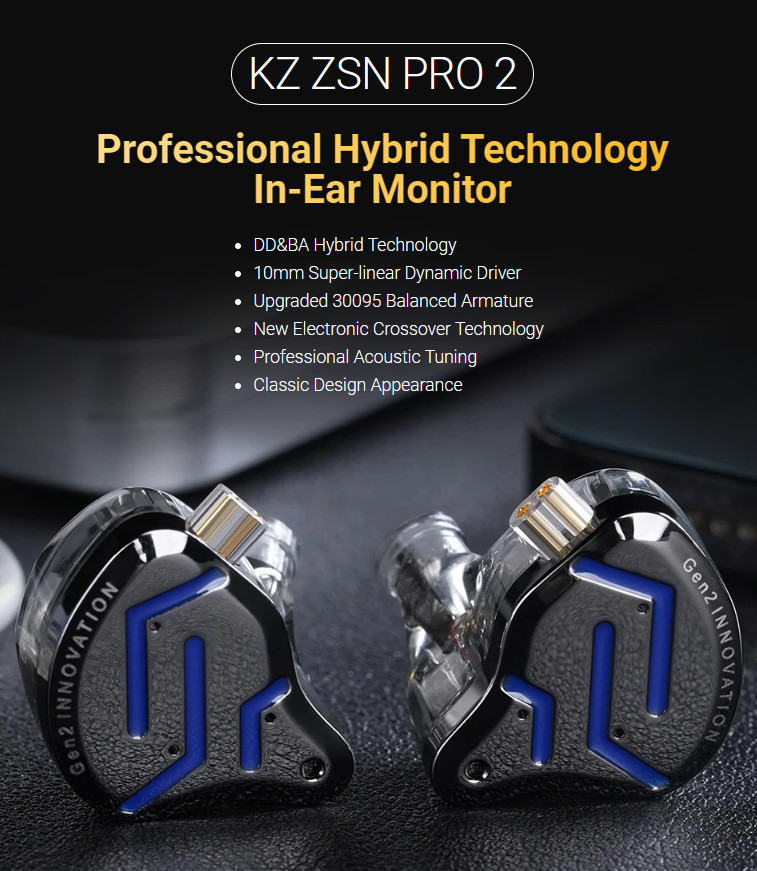 KZ ZSN PRO 2
Professional Hybrid Technology
In-Ear Monitor
DD&BA Hybrid Technology
10mm Super-linear Dynamic Driver
Upgraded 30095 Balanced Armature
New Electronic Crossover Technology
Professional Acoustic Tuning
Classic Design Appearance
Gen2 INNOVATION
Gen2 INNOVATION